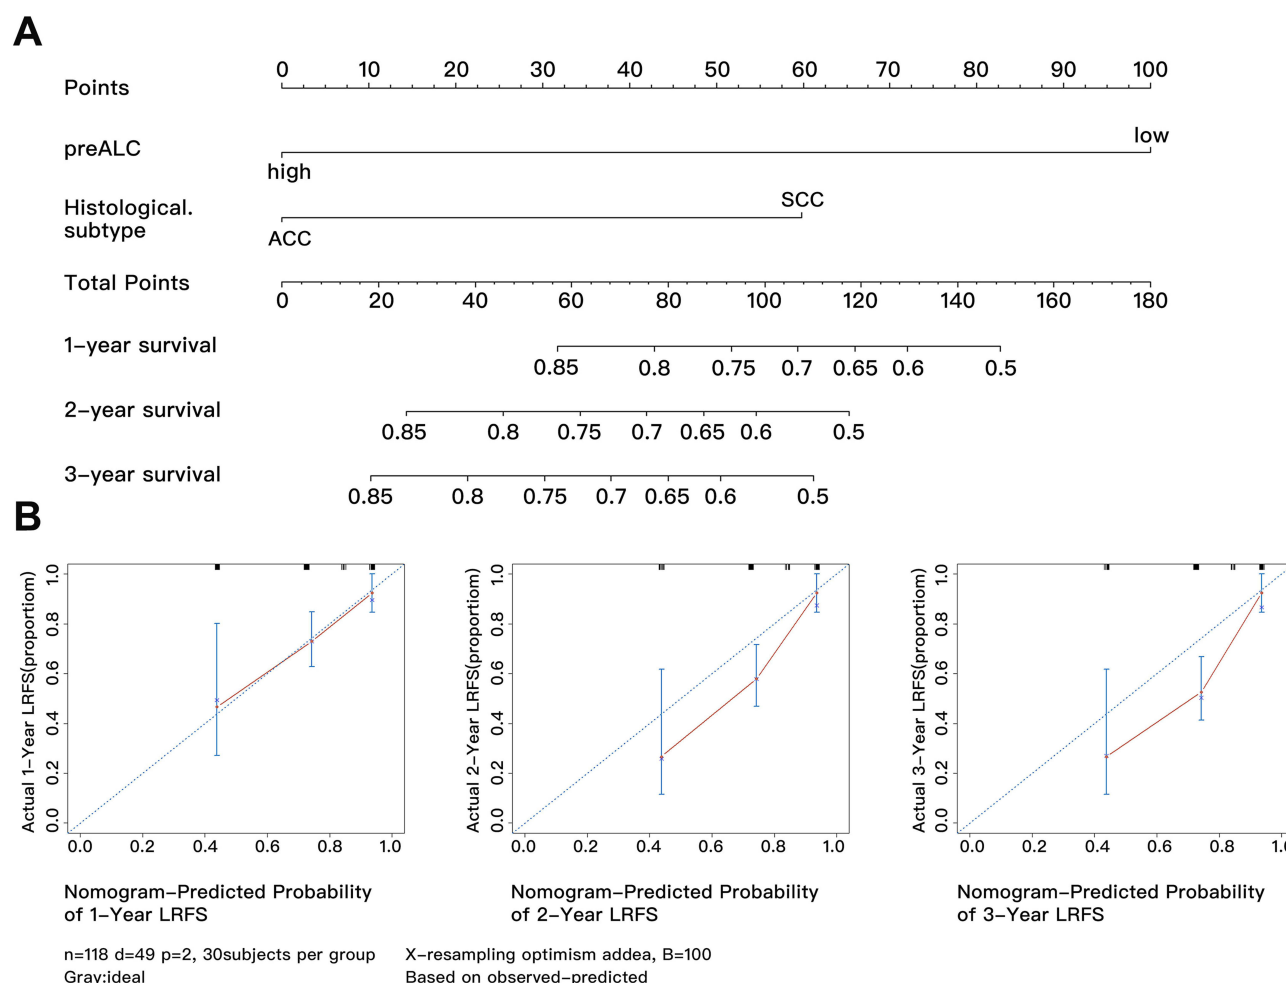 A
Points
0 10 20 30 40 50 60 70 80 90 100
preALC
low
high
Histological.
subtype
SCC
ACC
Total Points
0 20 40 60 80 100 120 140 160 180
1-year survival
0.85 0.8 0.75 0.7 0.65 0.6 0.5
2-year survival
0.85 0.8 0.75 0.7 0.65 0.6 0.5
3-year survival
0.85 0.8 0.75 0.7 0.65 0.6 0.5
B
Actual 1-Year LRFS(proportiom)
1.0
0.8
0.6
0.4
0.2
0.0
0.0 0.2 0.4 0.6 0.8 1.0
Nomogram-Predicted Probability
of 1-Year LRFS
Actual 2-Year LRFS(proportiom)
1.0
0.8
0.6
0.4
0.2
0.0
0.0 0.2 0.4 0.6 0.8 1.0
Nomogram-Predicted Probability
of 2-Year LRFS
Actual 3-Year LRFS(proportiom)
1.0
0.8
0.6
0.4
0.2
0.0
0.0 0.2 0.4 0.6 0.8 1.0
Nomogram-Predicted Probability
of 3-Year LRFS
n=118 d=49 p=2, 30subjects per group
Gray:ideal
X-resampling optimism addea, B=100
Based on observed-predicted